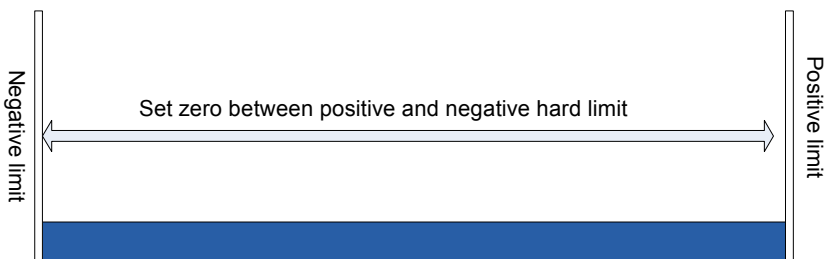 Negative limit
Set zero between positive and negative hard limit
Positive limit